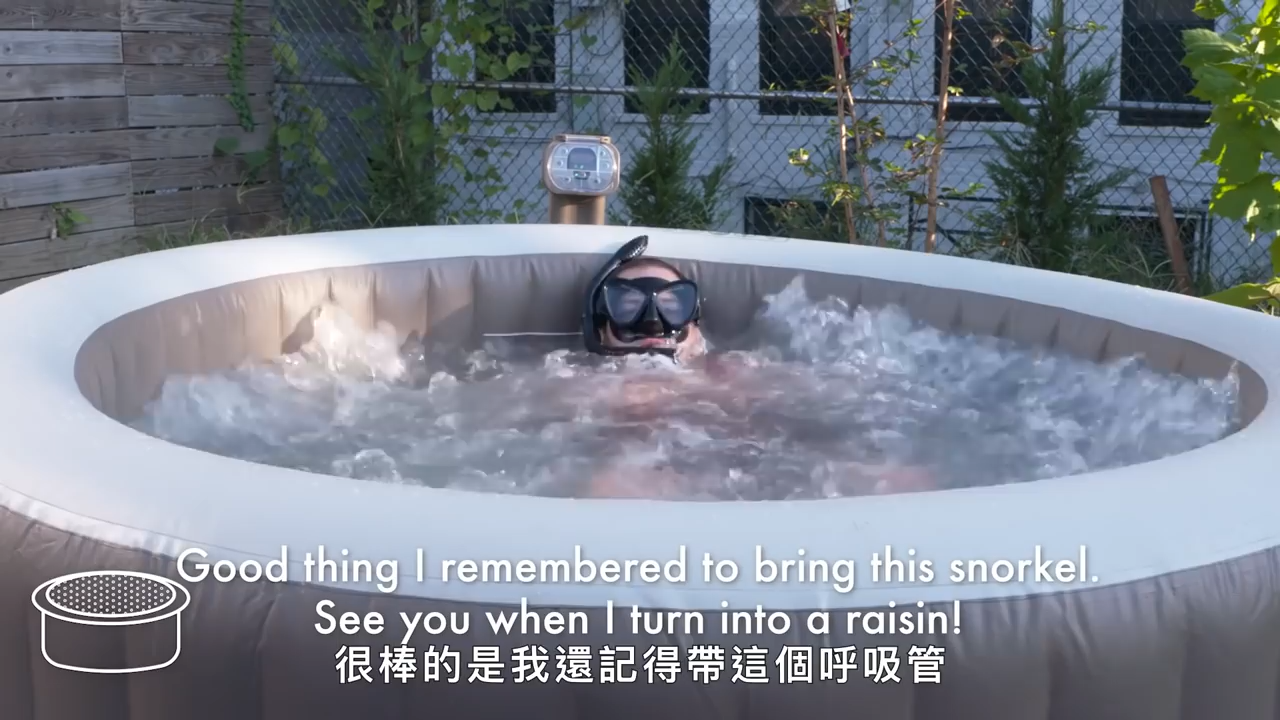 Good thing I remembered to bring this snorkel.
See you when I turn into a raisin!
很棒的是我還記得帶這個呼吸管